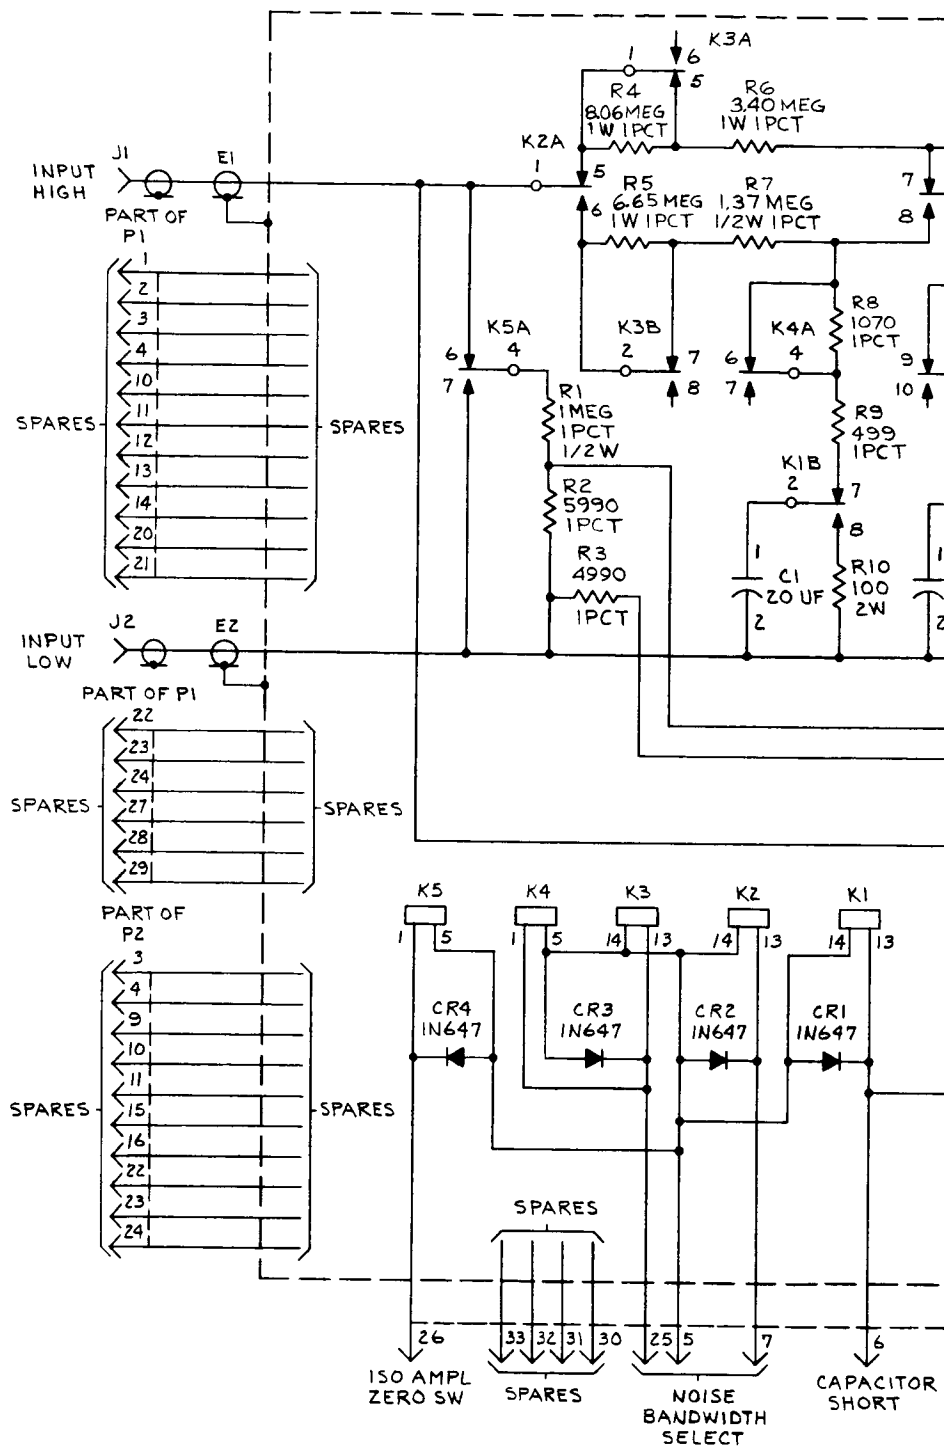 K3A
1
6
5
R4
8.06MEG
1W 1PCT
R6
3.40 MEG
1W 1PCT
K2A
1
5
6
J1
E1
INPUT
HIGH
PART OF
P1
R5
6.65 MEG
1W 1PCT
R7
1.37 MEG
1/2W 1PCT
7
8
1
2
3
4
10
11
12
13
14
20
21
SPARES
SPARES
K5A
4
6
7
K3B
2
7
8
K4A
4
6
7
R8
1070
1PCT
9
10
R1
1MEG
1PCT
1/2W
R9
499
1PCT
K1B
2
7
8
R2
5990
1PCT
R3
4990
1PCT
1
C1
20 UF
2
R10
100
2W
1
2
J2
E2
INPUT
LOW
PART OF P1
22
23
24
27
28
29
SPARES
SPARES
PART OF
P2
3
4
9
10
11
15
16
22
23
24
SPARES
SPARES
K5
1
5
K4
1
5
K3
14
13
K2
14
13
K1
14
13
CR4
1N647
CR3
1N647
CR2
1N647
CR1
1N647
SPARES
26
33
32
31
30
25
5
7
6
ISO AMPL
ZERO SW
SPARES
NOISE
BANDWIDTH
SELECT
CAPACITOR
SHORT